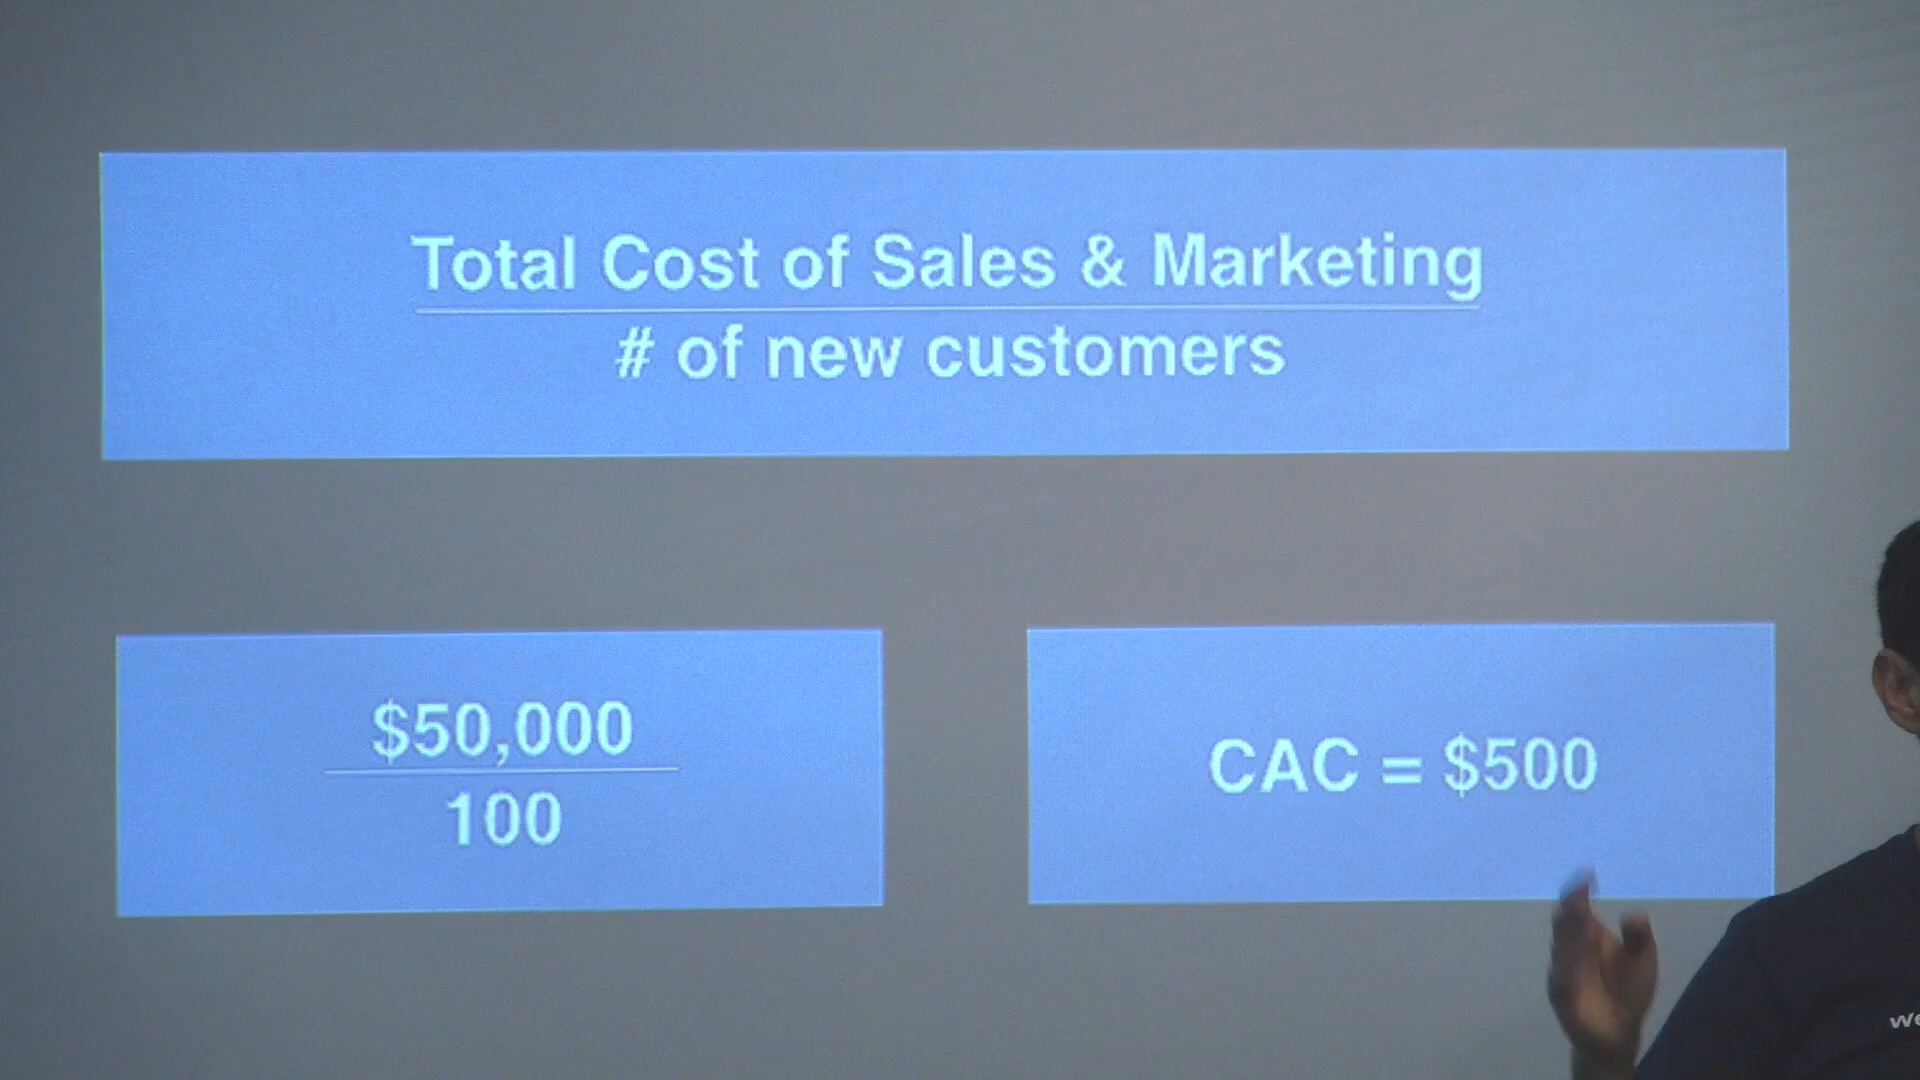 Total Cost of Sales & Marketing
# of new customers
$50,000
100
CAC = $500